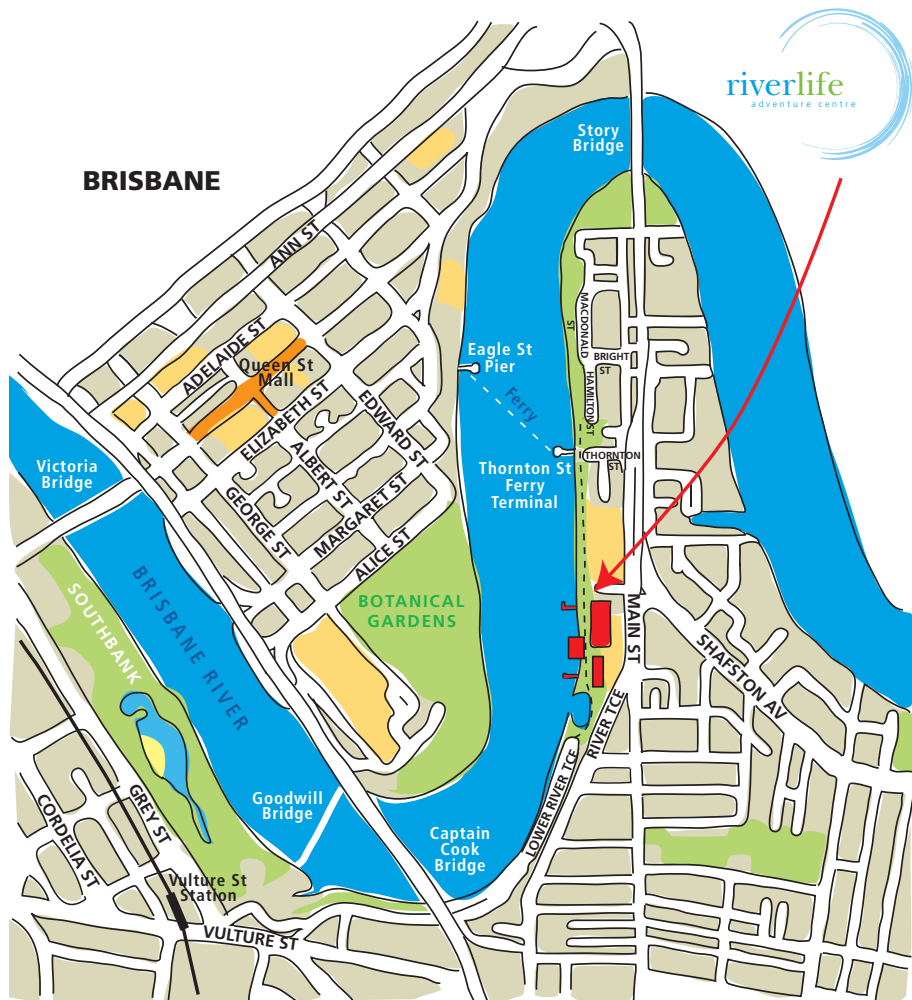 riverlife
adventure centre
Story
Bridge
BRISBANE
ANN ST
MACDONALD
ST
ADELAIDE ST
Queen St
Mall
Eagle St
Pier
BRIGHT
ST
HAMILTON ST
Ferry
ELIZABETH ST
EDWARD ST
ALBERT ST
THORNTON
ST
Victoria
Bridge
Thornton St
Ferry
Terminal
GEORGE ST
MARGARET ST
ALICE ST
BRISBANE RIVER
SOUTHBANK
BOTANICAL
GARDENS
MAIN ST
SHAFSTON AV
RIVER TCE
LOWER RIVER TCE
GREY ST
CORDELIA ST
Goodwill
Bridge
Captain
Cook
Bridge
Vulture St
Station
VULTURE ST